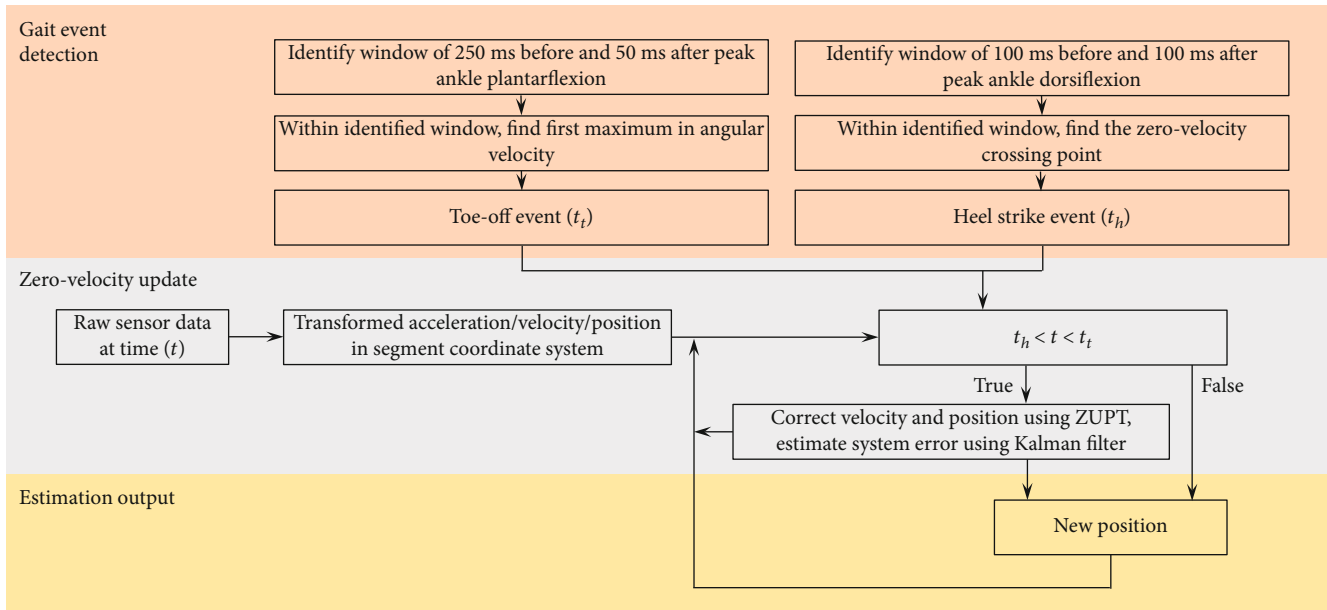 Gait event
detection
Identify window of 250 ms before and 50 ms after peak
ankle plantarflexion
Identify window of 100 ms before and 100 ms after
peak ankle dorsiflexion
Within identified window, find first maximum in angular
velocity
Within identified window, find the zero-velocity
crossing point
Toe-off event (t_t)
Heel strike event (t_h)
Zero-velocity update
Raw sensor data
at time (t)
Transformed acceleration/velocity/position
in segment coordinate system
t_h < t < t_t
True
False
Correct velocity and position using ZUPT,
estimate system error using Kalman filter
Estimation output
New position